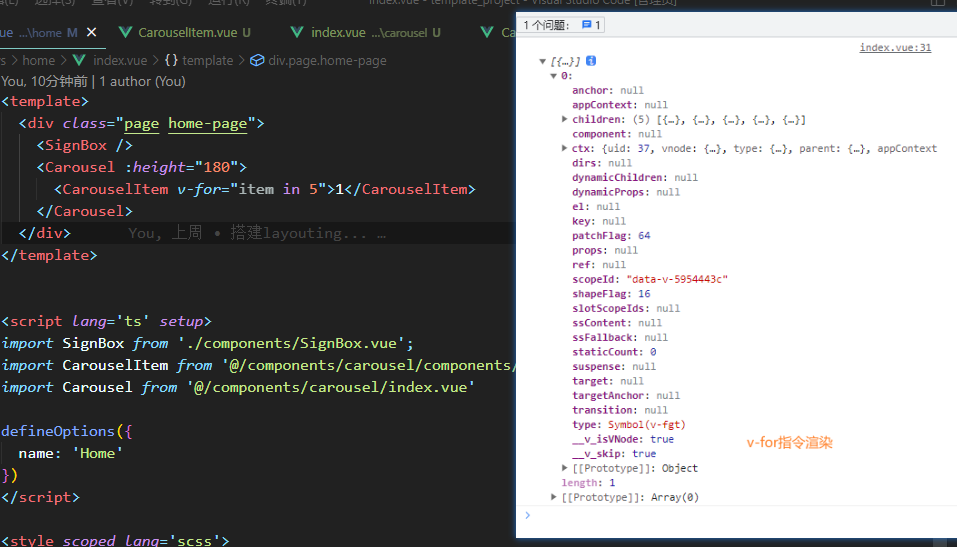 index.vue - template_project - Visual Studio Code [管理员]
ue ...\home M × CarouselItem.vue U index.vue ...\carousel U Ca
rs > home > index.vue > {} template > div.page.home-page
You, 10分钟前 | 1 author (You)
<template>
<div class="page home-page">
<SignBox />
<Carousel :height="180">
<CarouselItem v-for="item in 5">1</CarouselItem>
</Carousel>
</div> You, 上周 • 搭建layouting... …
</template>
<script lang='ts' setup>
import SignBox from './components/SignBox.vue';
import CarouselItem from '@/components/carousel/components/
import Carousel from '@/components/carousel/index.vue'
defineOptions({
name: 'Home'
})
</script>
<style scoped lang='scss'>
1 个问题: 1
index.vue:31
[{…}]
0:
anchor: null
appContext: null
children: (5) [{…}, {…}, {…}, {…}, {…}]
component: null
ctx: {uid: 37, vnode: {…}, type: {…}, parent: {…}, appContext
dirs: null
dynamicChildren: null
dynamicProps: null
el: null
key: null
patchFlag: 64
props: null
ref: null
scopeId: "data-v-5954443c"
shapeFlag: 16
slotScopeIds: null
ssContent: null
ssFallback: null
staticCount: 0
suspense: null
target: null
targetAnchor: null
transition: null
type: Symbol(v-fgt)
__v_isVNode: true
__v_skip: true
v-for指令渲染
[[Prototype]]: Object
length: 1
[[Prototype]]: Array(0)